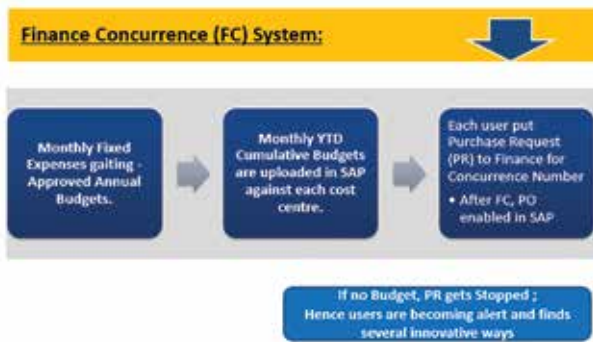 Finance Concurrence (FC) System:
Monthly Fixed
Expenses gaiting -
Approved Annual
Budgets.
Monthly YTD
Cumulative Budgets
are uploaded in SAP
against each cost
centre.
Each user put
Purchase Request
(PR) to Finance for
Concurrence Number
• After FC, PO
enabled in SAP
If no Budget, PR gets Stopped ;
Hence users are becoming alert and finds
several innovative ways